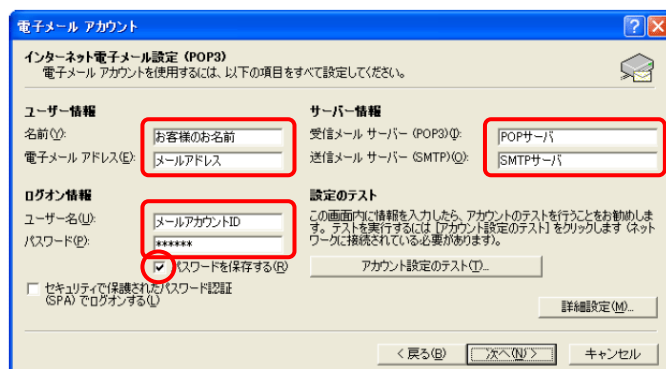 電子メール アカウント
インターネット電子メール設定 (POP3)
電子メール アカウントを使用するには、以下の項目をすべて設定してください。
ユーザー情報
名前(Y):
お客様のお名前
電子メール アドレス(E):
メールアドレス
サーバー情報
受信メール サーバー (POP3)(I):
POPサーバ
送信メール サーバー (SMTP)(O):
SMTPサーバ
ログオン情報
ユーザー名(U):
メールアカウントID
パスワード(P):
******
パスワードを保存する(R)
セキュリティで保護されたパスワード認証
(SPA) でログオンする(L)
設定のテスト
この画面内に情報を入力したら、アカウントのテストを行うことをお勧めしま
す。テストを実行するには [アカウント設定のテスト] をクリックします (ネット
ワークに接続されている必要があります)。
アカウント設定のテスト(T)...
詳細設定(M)...
< 戻る(B)
次へ(N) >
キャンセル